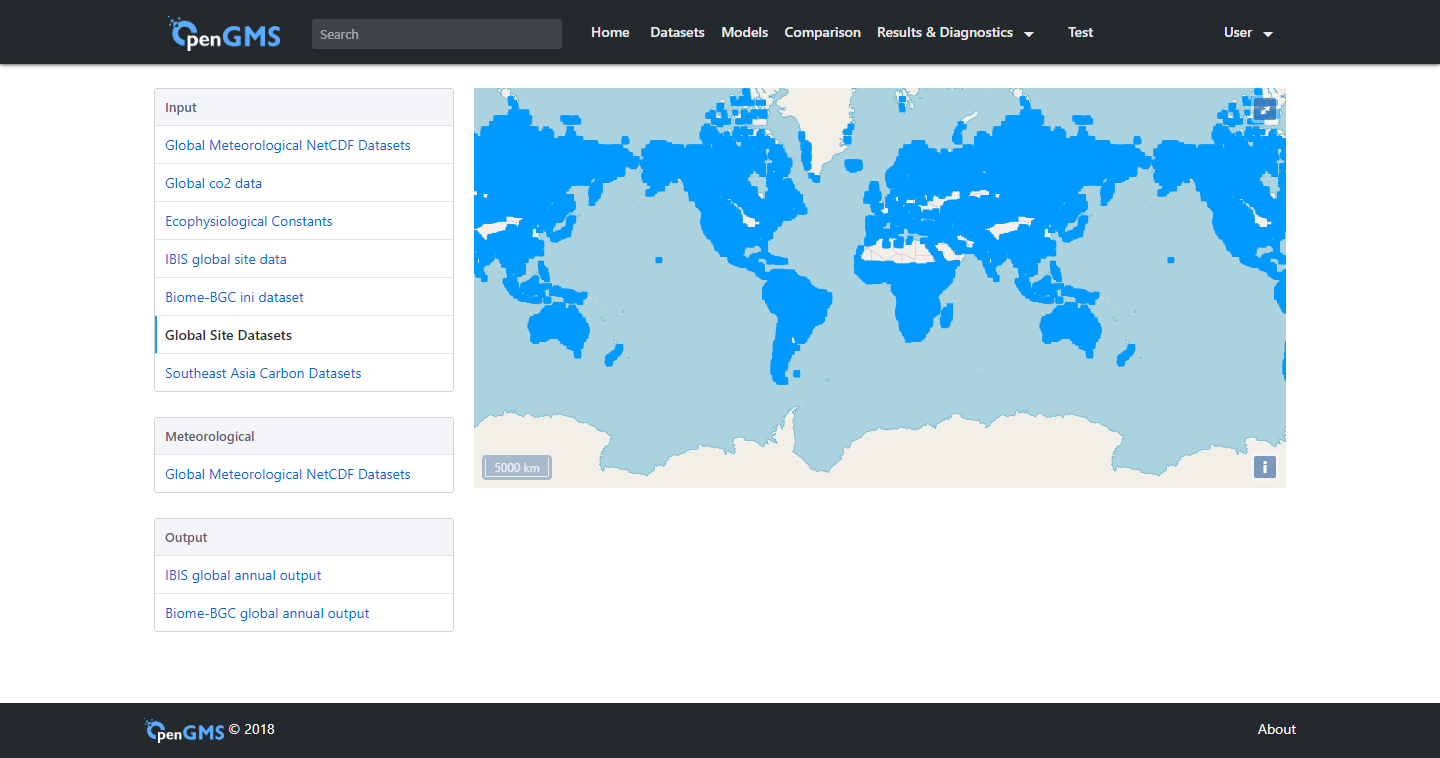 OpenGMS
Search
Home Datasets Models Comparison Results & Diagnostics Test User
Input
Global Meteorological NetCDF Datasets
Global co2 data
Ecophysiological Constants
IBIS global site data
Biome-BGC ini dataset
Global Site Datasets
Southeast Asia Carbon Datasets
Meteorological
Global Meteorological NetCDF Datasets
Output
IBIS global annual output
Biome-BGC global annual output
5000 km
i
OpenGMS © 2018
About